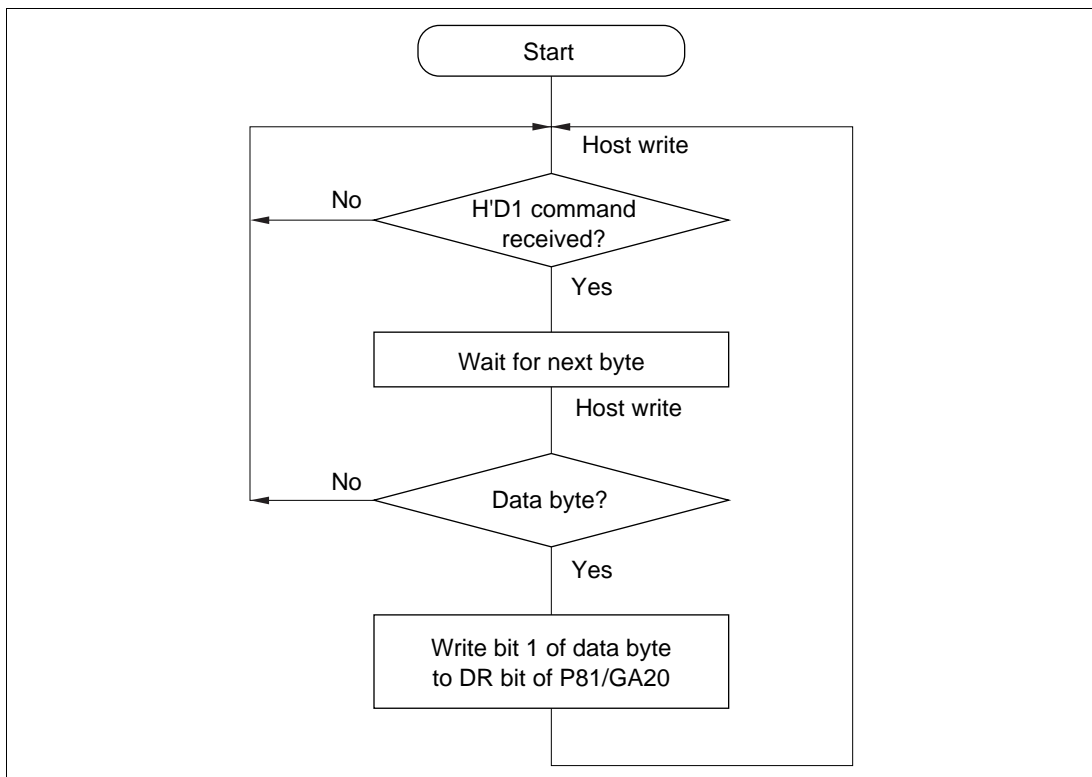 Start
Host write
No
H'D1 command
received?
Yes
Wait for next byte
Host write
No
Data byte?
Yes
Write bit 1 of data byte
to DR bit of P81/GA20